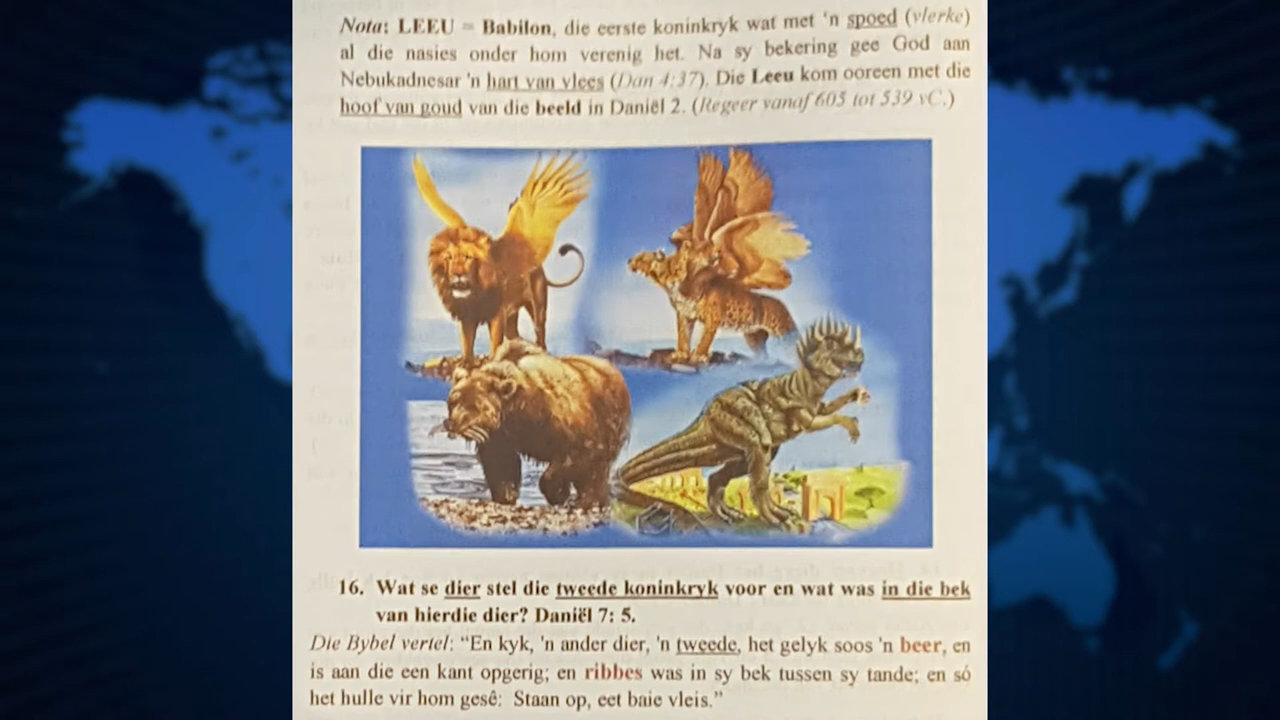 Nota: LEEU = Babilon, die eerste koninkryk wat met 'n spoed (vlerke)
al die nasies onder hom verenig het. Na sy bekering gee God aan
Nebukadnesar 'n hart van vlees (Dan 4:37). Die Leeu kom ooreen met die
hoof van goud van die beeld in Daniël 2. (Regeer vanaf 605 tot 539 vC.)
16. Wat se dier stel die tweede koninkryk voor en wat was in die bek
van hierdie dier? Daniël 7: 5.
Die Bybel vertel: “En kyk, 'n ander dier, 'n tweede, het gelyk soos 'n beer, en
is aan die een kant opgerig; en ribbes was in sy bek tussen sy tande; en só
het hulle vir hom gesê: Staan op, eet baie vleis.”